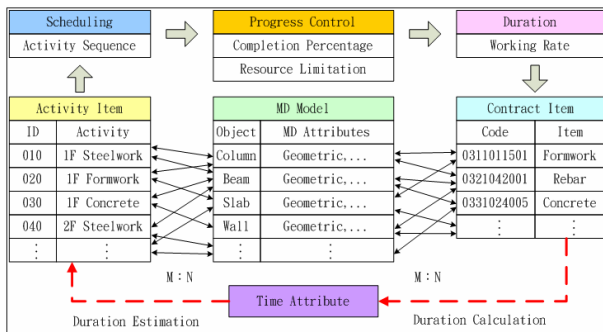 Scheduling
Activity Sequence
Progress Control
Completion Percentage
Resource Limitation
Duration
Working Rate
Activity Item
ID Activity
010 1F Steelwork
020 1F Formwork
030 1F Concrete
040 2F Steelwork
⋮ ⋮
MD Model
Object MD Attributes
Column Geometric,...
Beam Geometric,...
Slab Geometric,...
Wall Geometric,...
⋮ ⋮
Contract Item
Code Item
0311011501 Formwork
0321042001 Rebar
0331024005 Concrete
⋮ ⋮
M：N
M：N
Time Attribute
Duration Estimation
Duration Calculation